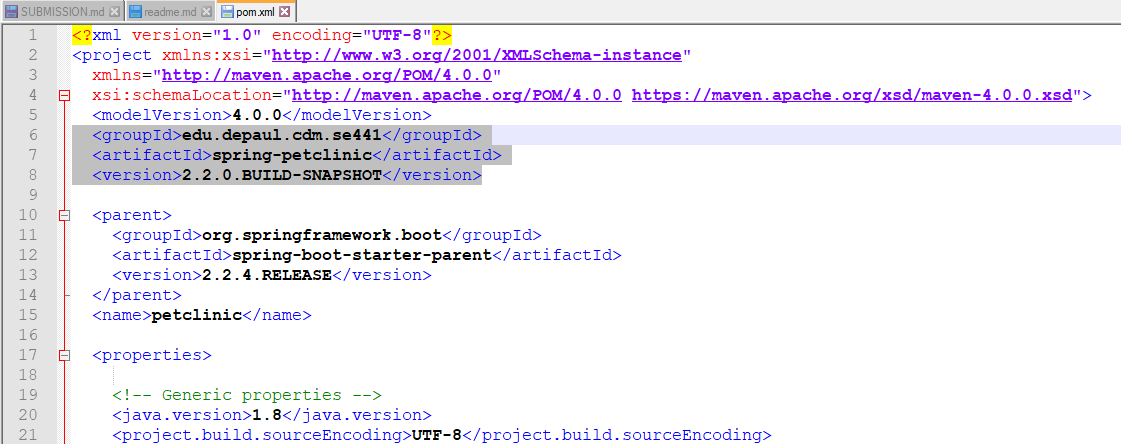 SUBMISSION.md readme.md pom.xml
1 <?xml version="1.0" encoding="UTF-8"?>
2 <project xmlns:xsi="http://www.w3.org/2001/XMLSchema-instance"
3 xmlns="http://maven.apache.org/POM/4.0.0"
4 xsi:schemaLocation="http://maven.apache.org/POM/4.0.0 https://maven.apache.org/xsd/maven-4.0.0.xsd">
5 <modelVersion>4.0.0</modelVersion>
6 <groupId>edu.depaul.cdm.se441</groupId>
7 <artifactId>spring-petclinic</artifactId>
8 <version>2.2.0.BUILD-SNAPSHOT</version>
9
10 <parent>
11 <groupId>org.springframework.boot</groupId>
12 <artifactId>spring-boot-starter-parent</artifactId>
13 <version>2.2.4.RELEASE</version>
14 </parent>
15 <name>petclinic</name>
16
17 <properties>
18
19 <!-- Generic properties -->
20 <java.version>1.8</java.version>
21 <project.build.sourceEncoding>UTF-8</project.build.sourceEncoding>